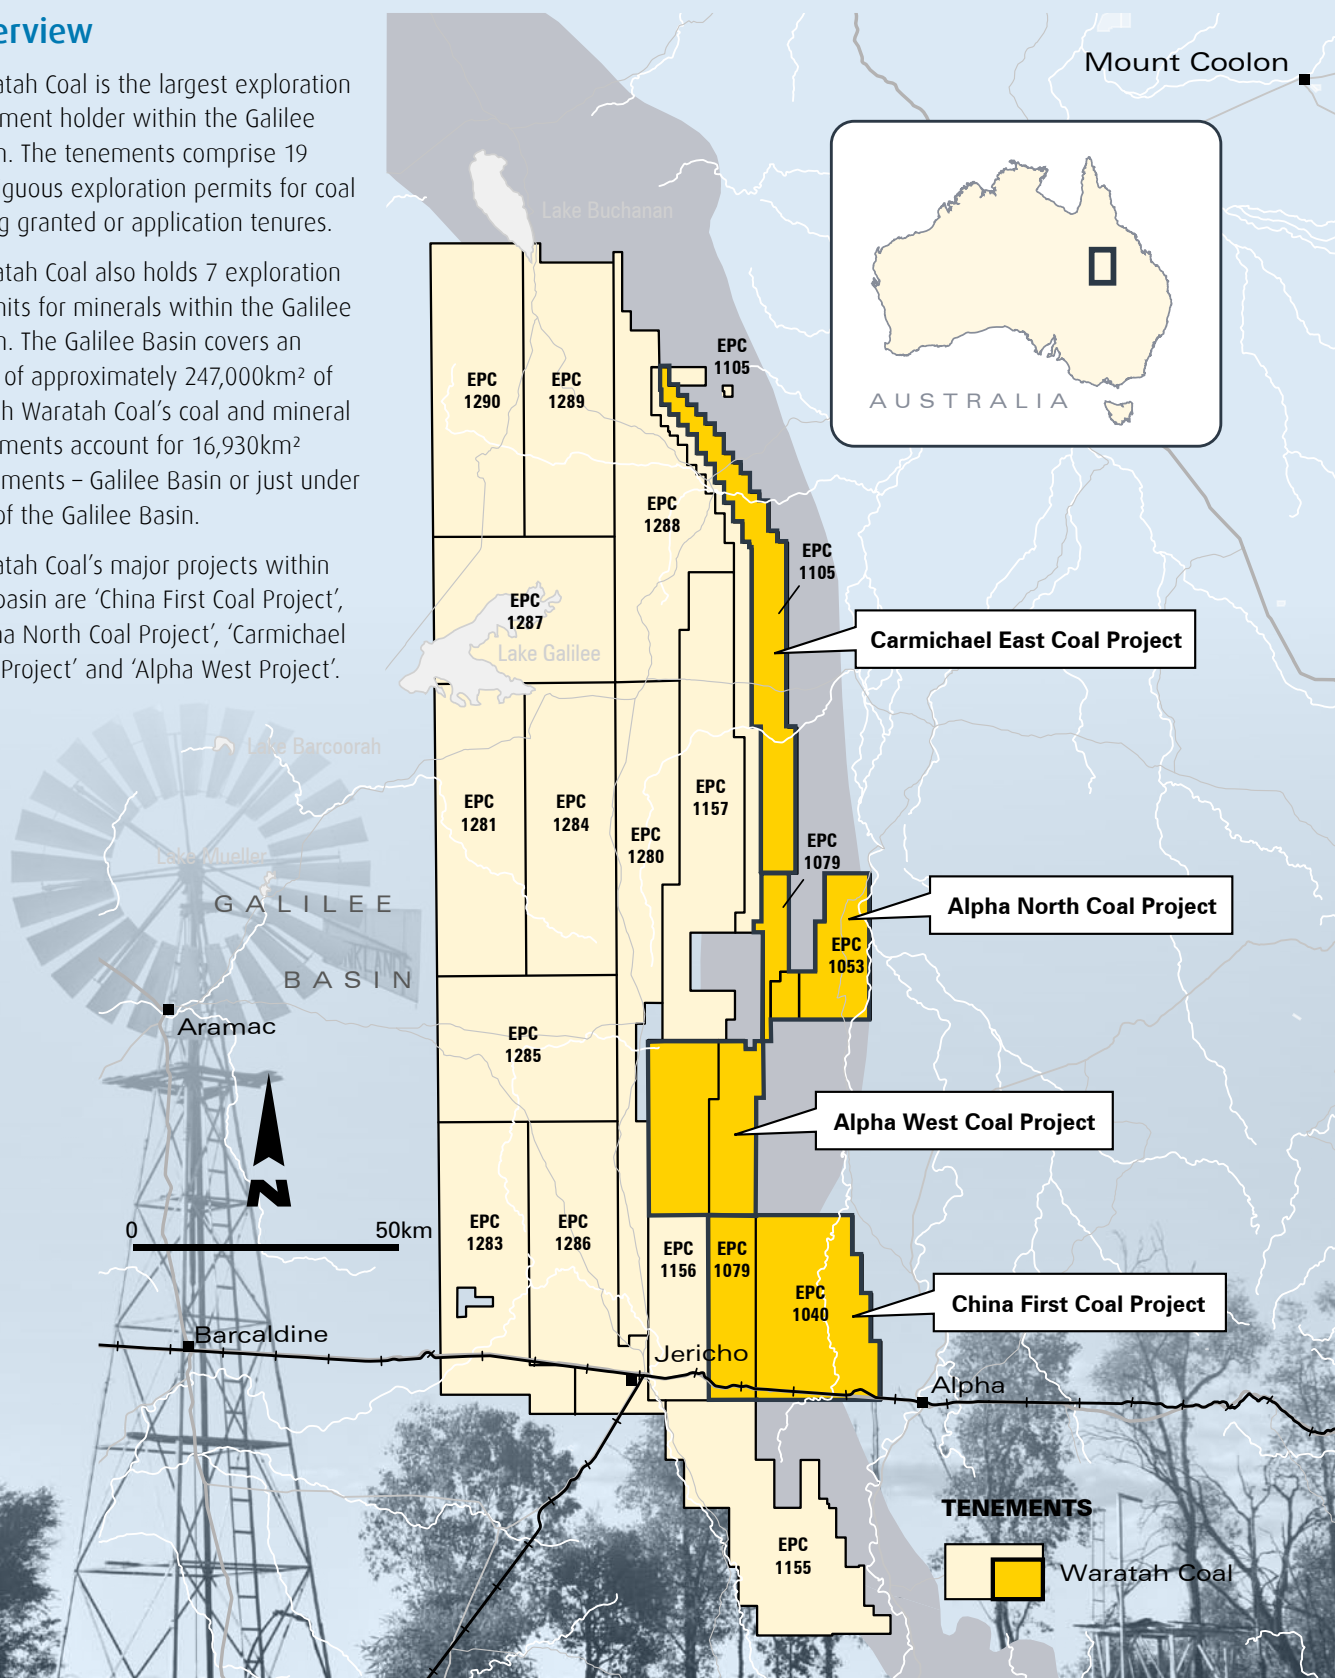 erview
atah Coal is the largest exploration
ment holder within the Galilee
n. The tenements comprise 19
guous exploration permits for coal
g granted or application tenures.
atah Coal also holds 7 exploration
nits for minerals within the Galilee
n. The Galilee Basin covers an
of approximately 247,000km² of
h Waratah Coal's coal and mineral
ments account for 16,930km²
ments – Galilee Basin or just under
of the Galilee Basin.
atah Coal's major projects within
basin are ‘China First Coal Project’,
na North Coal Project’, ‘Carmichael
Project’ and ‘Alpha West Project’.
Mount Coolon
AUSTRALIA
Lake Buchanan
EPC
1105
EPC
1290
EPC
1289
EPC
1288
EPC
1105
EPC
1287
Lake Galilee
Carmichael East Coal Project
Lake Barcoorah
EPC
1281
EPC
1284
EPC
1280
EPC
1157
EPC
1079
Lake Mueller
GALILEE
BASIN
Alpha North Coal Project
EPC
1053
Aramac
EPC
1285
Alpha West Coal Project
N
0 50km
EPC
1283
EPC
1286
EPC
1156
EPC
1079
EPC
1040
China First Coal Project
Barcaldine
Jericho
Alpha
EPC
1155
TENEMENTS
Waratah Coal